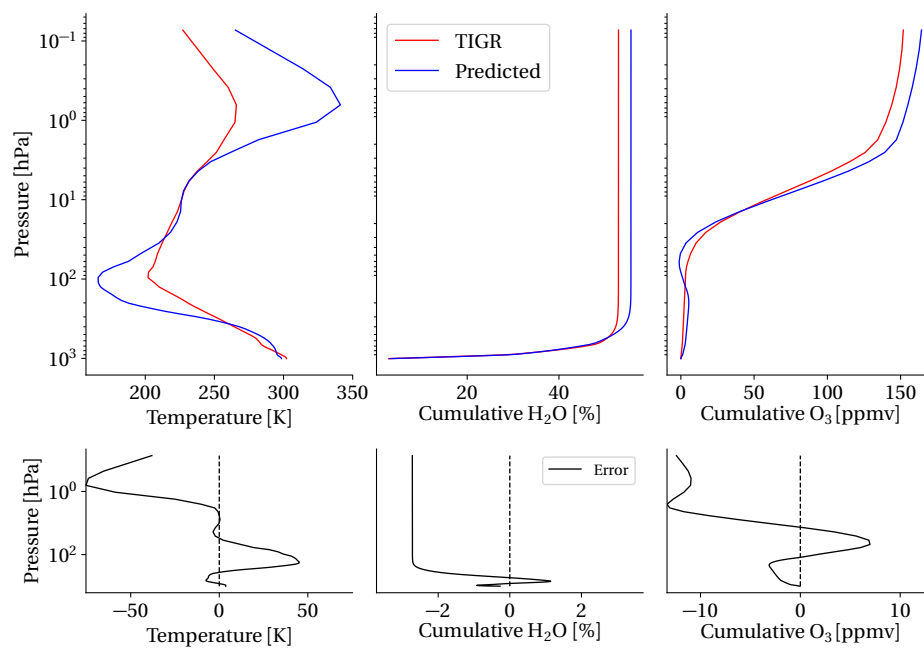 10⁻¹
10⁰
10¹
10²
10³
Pressure [hPa]
200 250 300 350
Temperature [K]
TIGR
Predicted
20 40
Cumulative H₂O [%]
0 50 100 150
Cumulative O₃ [ppmv]
10⁰
10²
Pressure [hPa]
−50 0 50
Temperature [K]
Error
−2 0 2
Cumulative H₂O [%]
−10 0 10
Cumulative O₃ [ppmv]